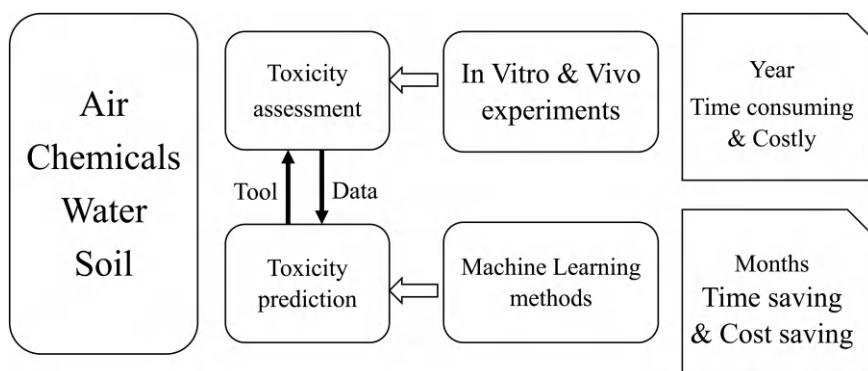 Air
Chemicals
Water
Soil
Toxicity
assessment
In Vitro & Vivo
experiments
Year
Time consuming
& Costly
Tool
Data
Toxicity
prediction
Machine Learning
methods
Months
Time saving
& Cost saving